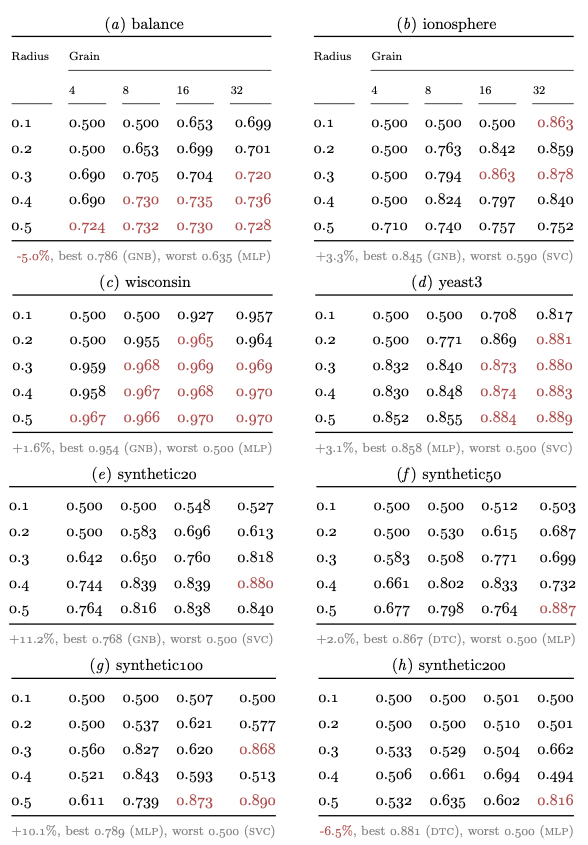 (a) balance
Radius Grain
4 8 16 32
0.1 0.500 0.500 0.653 0.699
0.2 0.500 0.653 0.699 0.701
0.3 0.690 0.705 0.704 0.720
0.4 0.690 0.730 0.735 0.736
0.5 0.724 0.732 0.730 0.728
-5.0%, best 0.786 (GNB), worst 0.635 (MLP)
(b) ionosphere
Radius Grain
4 8 16 32
0.1 0.500 0.500 0.500 0.863
0.2 0.500 0.763 0.842 0.859
0.3 0.500 0.794 0.863 0.878
0.4 0.500 0.824 0.797 0.840
0.5 0.710 0.740 0.757 0.752
+3.3%, best 0.845 (GNB), worst 0.590 (SVC)
(c) wisconsin
0.1 0.500 0.500 0.927 0.957
0.2 0.500 0.955 0.965 0.964
0.3 0.959 0.968 0.969 0.969
0.4 0.958 0.967 0.968 0.970
0.5 0.967 0.966 0.970 0.970
+1.6%, best 0.954 (GNB), worst 0.500 (MLP)
(d) yeast3
0.1 0.500 0.500 0.708 0.817
0.2 0.500 0.771 0.869 0.881
0.3 0.832 0.840 0.873 0.880
0.4 0.830 0.848 0.874 0.883
0.5 0.852 0.855 0.884 0.889
+3.1%, best 0.858 (MLP), worst 0.500 (SVC)
(e) synthetic20
0.1 0.500 0.500 0.548 0.527
0.2 0.500 0.583 0.696 0.613
0.3 0.642 0.650 0.760 0.818
0.4 0.744 0.839 0.839 0.880
0.5 0.764 0.816 0.838 0.840
+11.2%, best 0.768 (GNB), worst 0.500 (SVC)
(f) synthetic50
0.1 0.500 0.500 0.512 0.503
0.2 0.500 0.530 0.615 0.687
0.3 0.583 0.508 0.771 0.699
0.4 0.661 0.802 0.833 0.732
0.5 0.677 0.798 0.764 0.887
+2.0%, best 0.867 (DTC), worst 0.500 (MLP)
(g) synthetic100
0.1 0.500 0.500 0.507 0.500
0.2 0.500 0.537 0.621 0.577
0.3 0.560 0.827 0.620 0.868
0.4 0.521 0.843 0.593 0.513
0.5 0.611 0.739 0.873 0.890
+10.1%, best 0.789 (MLP), worst 0.500 (SVC)
(h) synthetic200
0.1 0.500 0.500 0.501 0.500
0.2 0.500 0.500 0.510 0.501
0.3 0.533 0.529 0.504 0.662
0.4 0.506 0.661 0.694 0.494
0.5 0.532 0.635 0.602 0.816
-6.5%, best 0.881 (DTC), worst 0.500 (MLP)